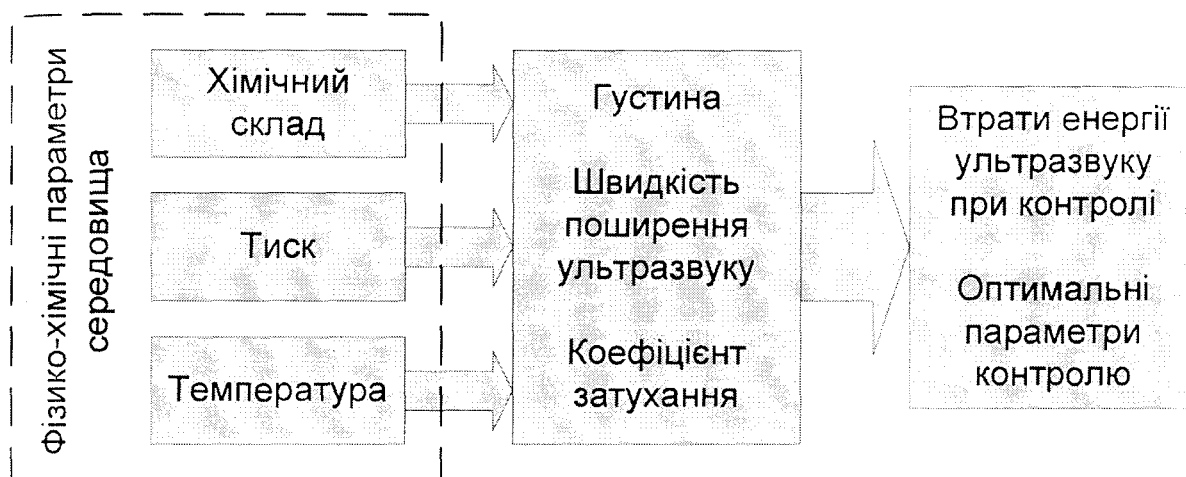 Фізико-хімічні параметри
середовища
Хімічний
склад
Тиск
Температура
Густина
Швидкість
поширення
ультразвуку
Коефіцієнт
затухання
Втрати енергії
ультразвуку
при контролі
Оптимальні
параметри
контролю